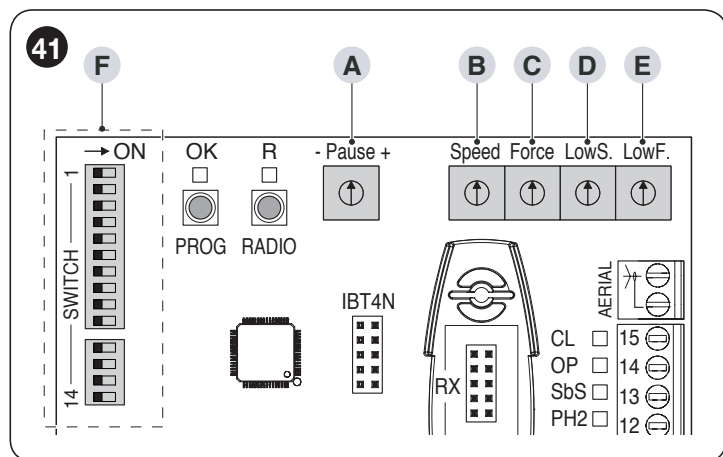 41
F
A
B
C
D
E
→ ON
OK
R
- Pause +
Speed
Force
LowS.
LowF.
1
SWITCH
14
PROG
RADIO
IBT4N
RX
AERIAL
CL
OP
SbS
PH2
15
14
13
12